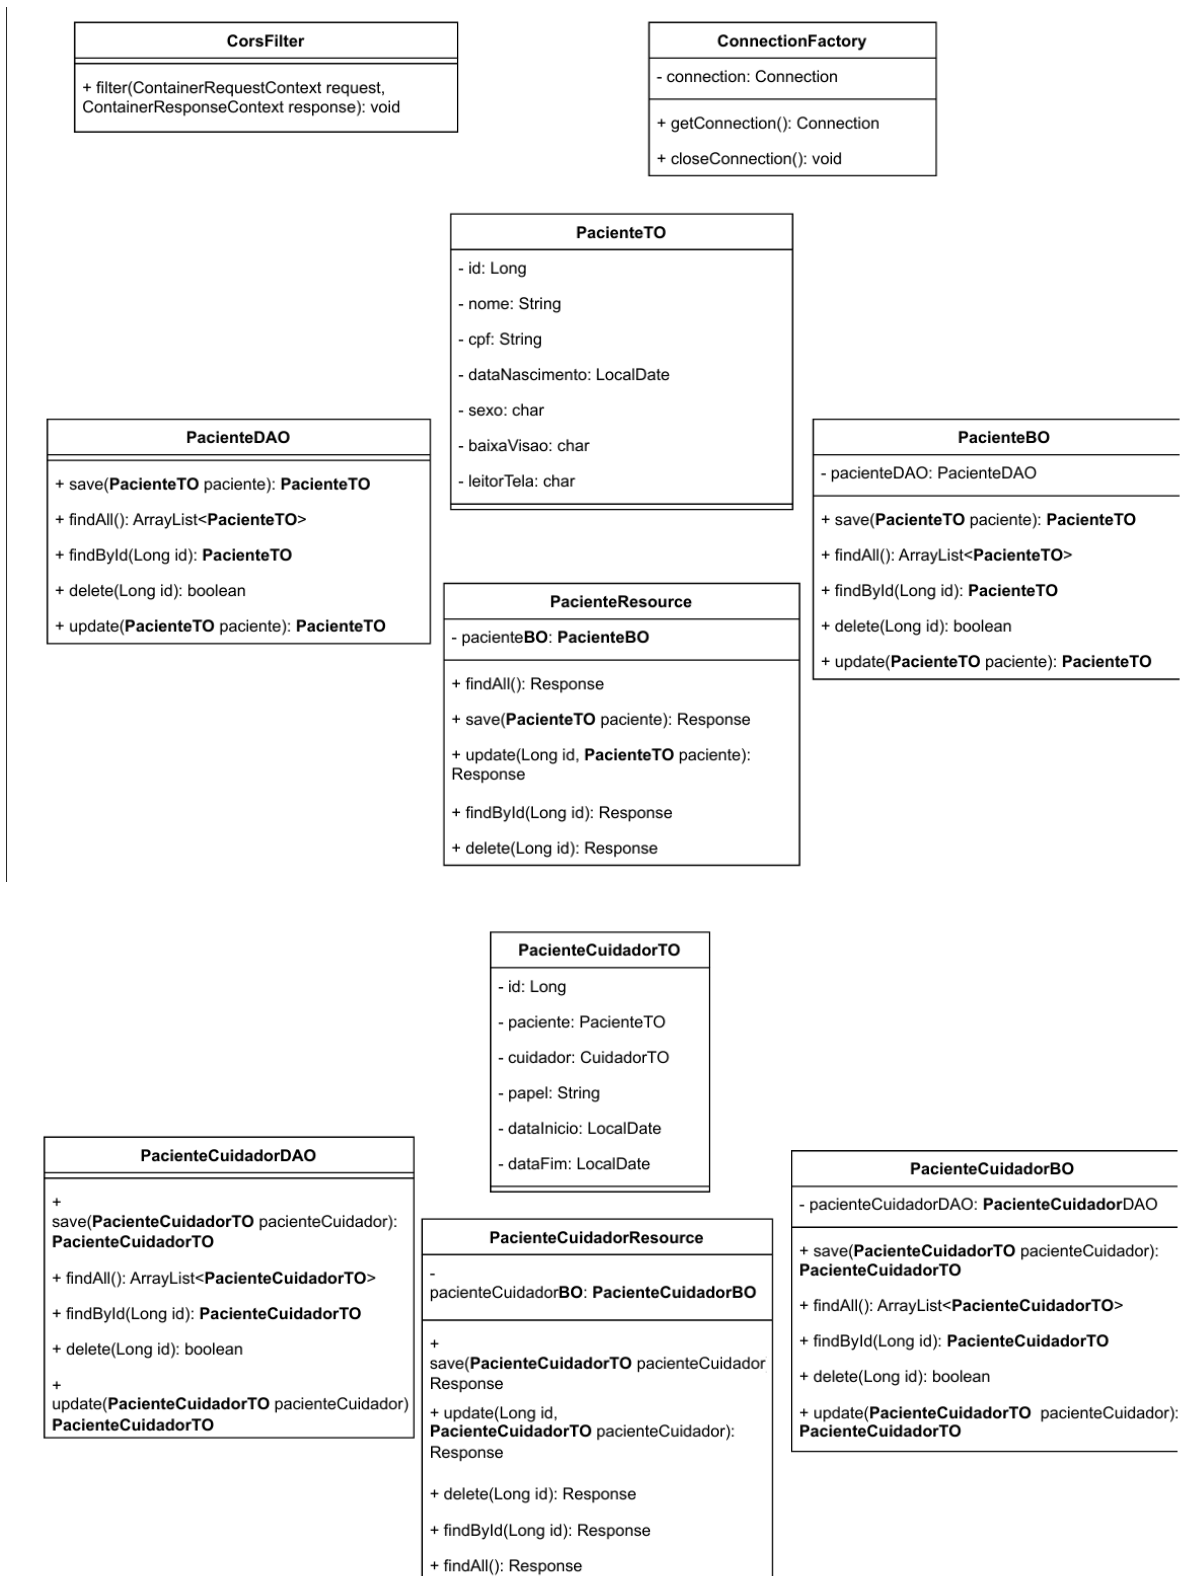 CorsFilter
+ filter(ContainerRequestContext request,
ContainerResponseContext response): void
ConnectionFactory
- connection: Connection
+ getConnection(): Connection
+ closeConnection(): void
PacienteTO
- id: Long
- nome: String
- cpf: String
- dataNascimento: LocalDate
- sexo: char
- baixaVisao: char
- leitorTela: char
PacienteDAO
+ save(PacienteTO paciente): PacienteTO
+ findAll(): ArrayList<PacienteTO>
+ findById(Long id): PacienteTO
+ delete(Long id): boolean
+ update(PacienteTO paciente): PacienteTO
PacienteBO
- pacienteDAO: PacienteDAO
+ save(PacienteTO paciente): PacienteTO
+ findAll(): ArrayList<PacienteTO>
+ findById(Long id): PacienteTO
+ delete(Long id): boolean
+ update(PacienteTO paciente): PacienteTO
PacienteResource
- pacienteBO: PacienteBO
+ findAll(): Response
+ save(PacienteTO paciente): Response
+ update(Long id, PacienteTO paciente):
Response
+ findById(Long id): Response
+ delete(Long id): Response
PacienteCuidadorTO
- id: Long
- paciente: PacienteTO
- cuidador: CuidadorTO
- papel: String
- dataInicio: LocalDate
- dataFim: LocalDate
PacienteCuidadorDAO
+
save(PacienteCuidadorTO pacienteCuidador):
PacienteCuidadorTO
+ findAll(): ArrayList<PacienteCuidadorTO>
+ findById(Long id): PacienteCuidadorTO
+ delete(Long id): boolean
+
update(PacienteCuidadorTO pacienteCuidador)
PacienteCuidadorTO
PacienteCuidadorResource
-
pacienteCuidadorBO: PacienteCuidadorBO
+
save(PacienteCuidadorTO pacienteCuidador
Response
+ update(Long id,
PacienteCuidadorTO pacienteCuidador):
Response
+ delete(Long id): Response
+ findById(Long id): Response
+ findAll(): Response
PacienteCuidadorBO
- pacienteCuidadorDAO: PacienteCuidadorDAO
+ save(PacienteCuidadorTO pacienteCuidador):
PacienteCuidadorTO
+ findAll(): ArrayList<PacienteCuidadorTO>
+ findById(Long id): PacienteCuidadorTO
+ delete(Long id): boolean
+ update(PacienteCuidadorTO pacienteCuidador):
PacienteCuidadorTO